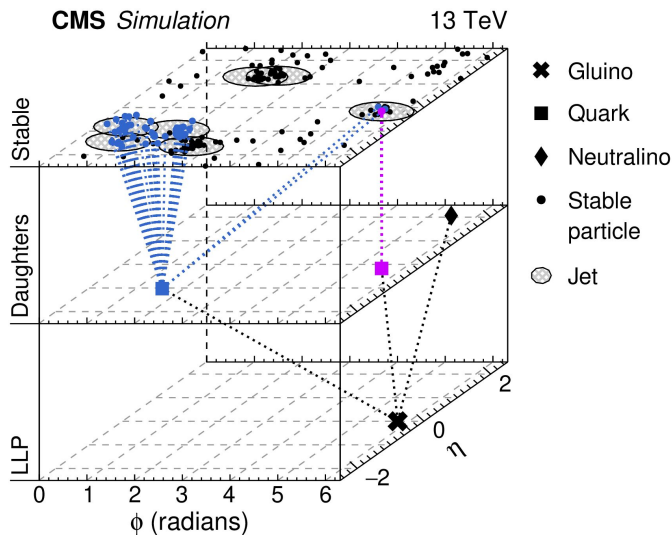 CMS Simulation 13 TeV
Gluino
Quark
Neutralino
Stable
particle
Jet
Stable
Daughters
LLP
2
0
−2
η
0 1 2 3 4 5 6
ϕ (radians)